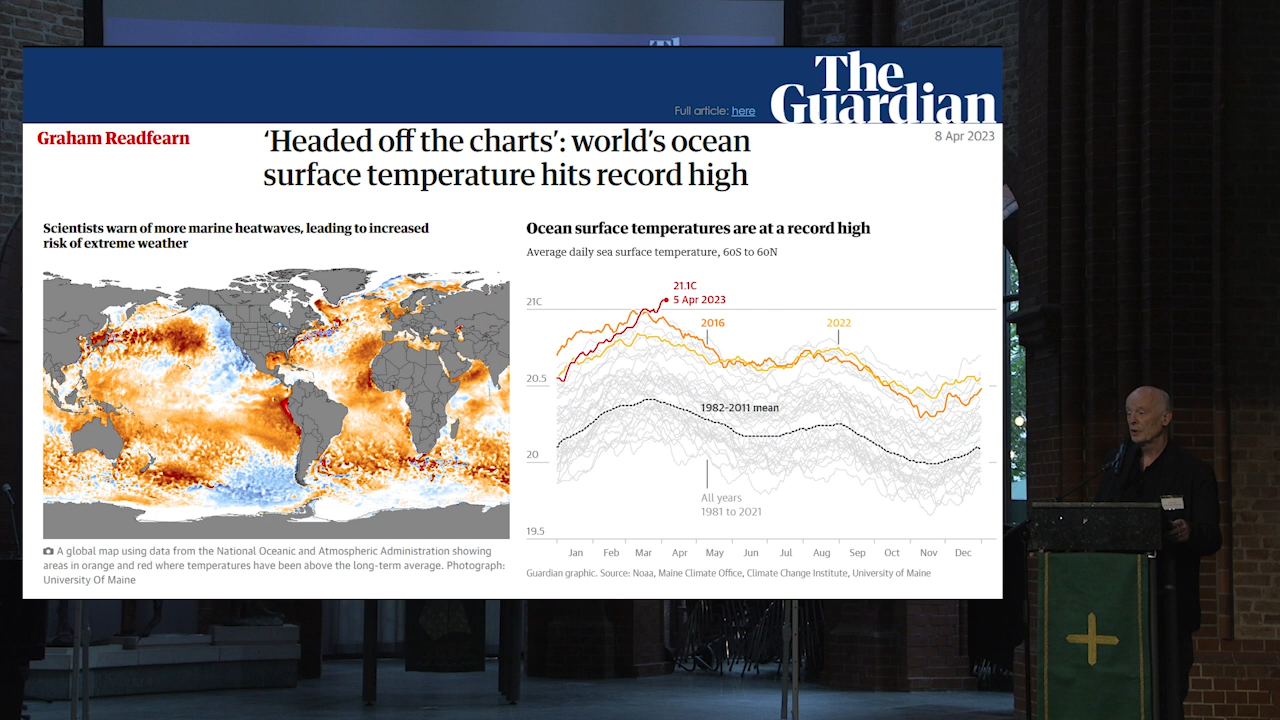 The
Guardian
Full article: here
Graham Readfearn
8 Apr 2023
‘Headed off the charts’: world’s ocean
surface temperature hits record high
Scientists warn of more marine heatwaves, leading to increased
risk of extreme weather
A global map using data from the National Oceanic and Atmospheric Administration showing
areas in orange and red where temperatures have been above the long-term average. Photograph:
University Of Maine
Ocean surface temperatures are at a record high
Average daily sea surface temperature, 60S to 60N
21.1C
5 Apr 2023
21C
2016
2022
20.5
1982-2011 mean
20
All years
1981 to 2021
19.5
Jan Feb Mar Apr May Jun Jul Aug Sep Oct Nov Dec
Guardian graphic. Source: Noaa, Maine Climate Office, Climate Change Institute, University of Maine